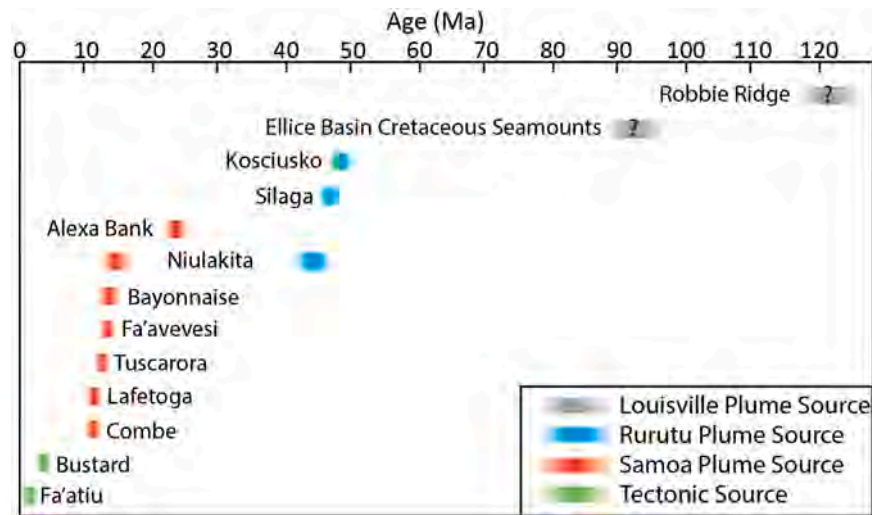 Age (Ma)
0 10 20 30 40 50 60 70 80 90 100 110 120
Robbie Ridge ?
Ellice Basin Cretaceous Seamounts ?
Kosciusko
Silaga
Alexa Bank
Niulakita
Bayonnaise
Fa'avevesi
Tuscarora
Lafetoga
Combe
Bustard
Fa'atiu
Louisville Plume Source
Rurutu Plume Source
Samoa Plume Source
Tectonic Source